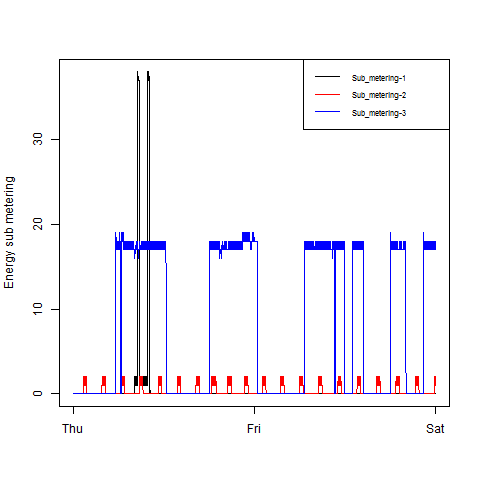 Sub_metering-1
Sub_metering-2
Sub_metering-3
Energy sub metering
30
20
10
0
Thu Fri Sat